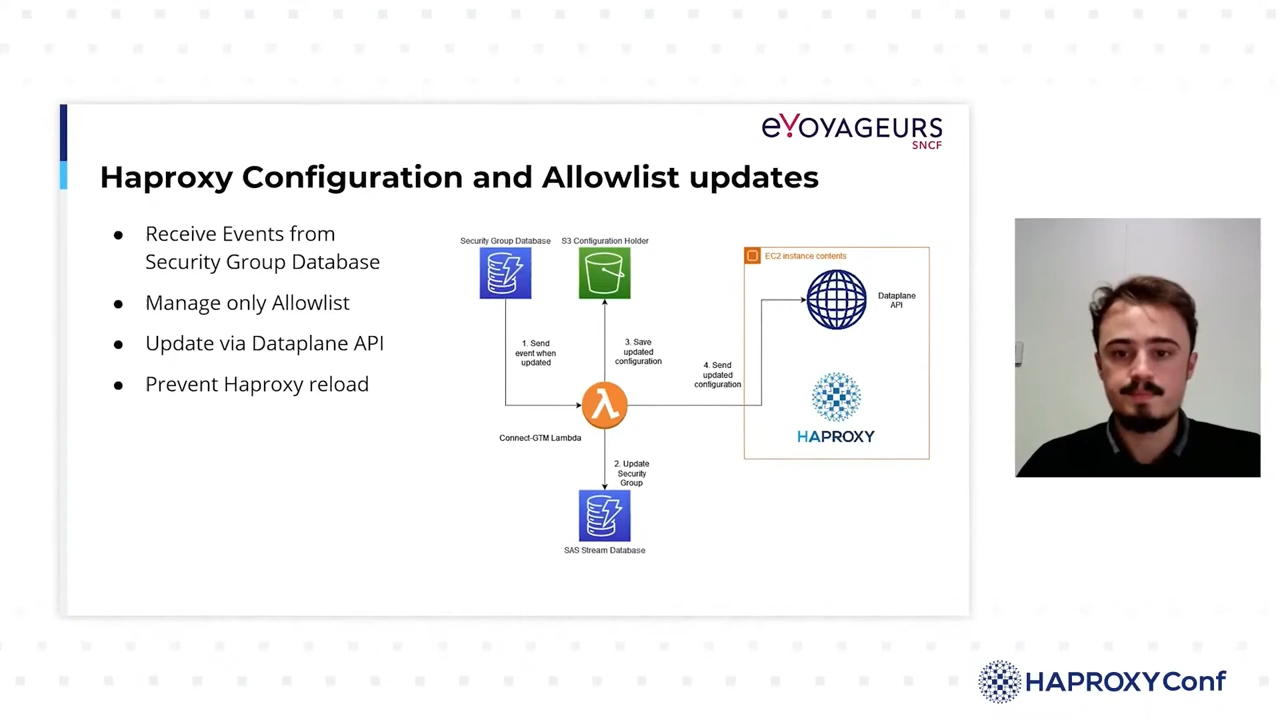 eVOYAGEURS
SNCF
Haproxy Configuration and Allowlist updates
● Receive Events from
Security Group Database
● Manage only Allowlist
● Update via Dataplane API
● Prevent Haproxy reload
Security Group Database
S3 Configuration Holder
EC2 instance contents
Dataplane
API
1. Send
event when
updated
3. Save
updated
configuration
4. Send
updated
configuration
HAPROXY
Connect-GTM Lambda
2. Update
Security
Group
SAS Stream Database
HAPROXYConf